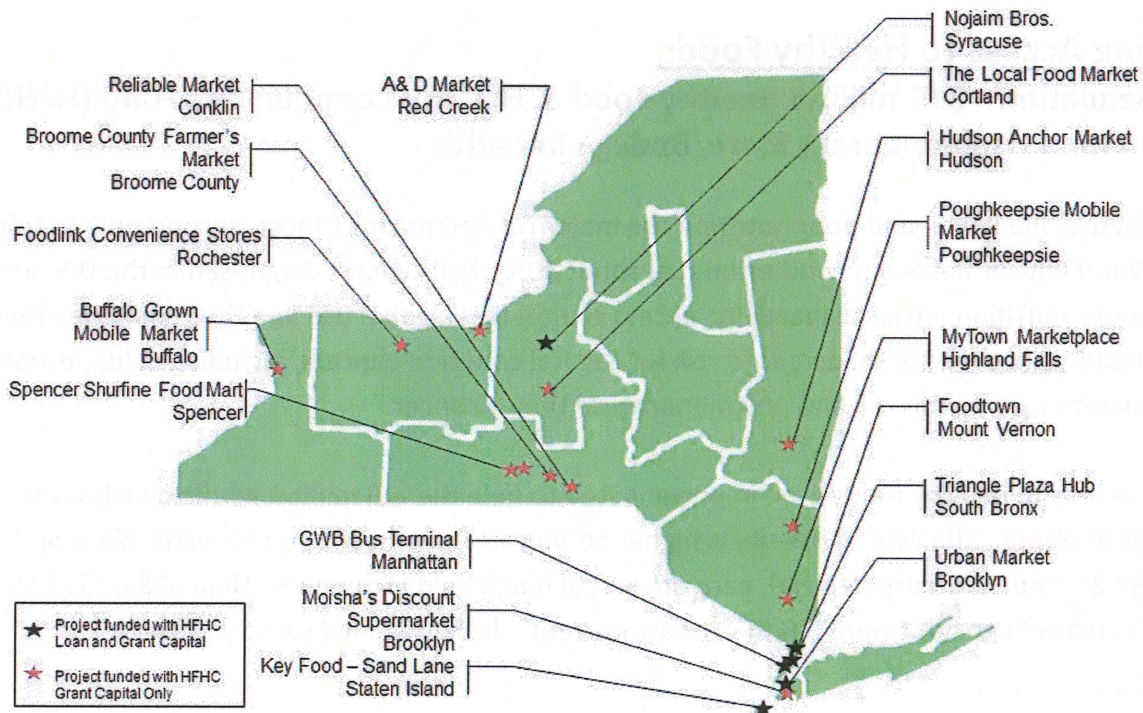 Nojaim Bros.
Syracuse
Reliable Market
Conklin
A& D Market
Red Creek
The Local Food Market
Cortland
Broome County Farmer's
Market
Broome County
Hudson Anchor Market
Hudson
Foodlink Convenience Stores
Rochester
Poughkeepsie Mobile
Market
Poughkeepsie
Buffalo Grown
Mobile Market
Buffalo
MyTown Marketplace
Highland Falls
Spencer Shurfine Food Mart
Spencer
Foodtown
Mount Vernon
Triangle Plaza Hub
South Bronx
GWB Bus Terminal
Manhattan
Urban Market
Brooklyn
Moisha's Discount
Supermarket
Brooklyn
Key Food – Sand Lane
Staten Island
Project funded with HFHC
Loan and Grant Capital
Project funded with HFHC
Grant Capital Only